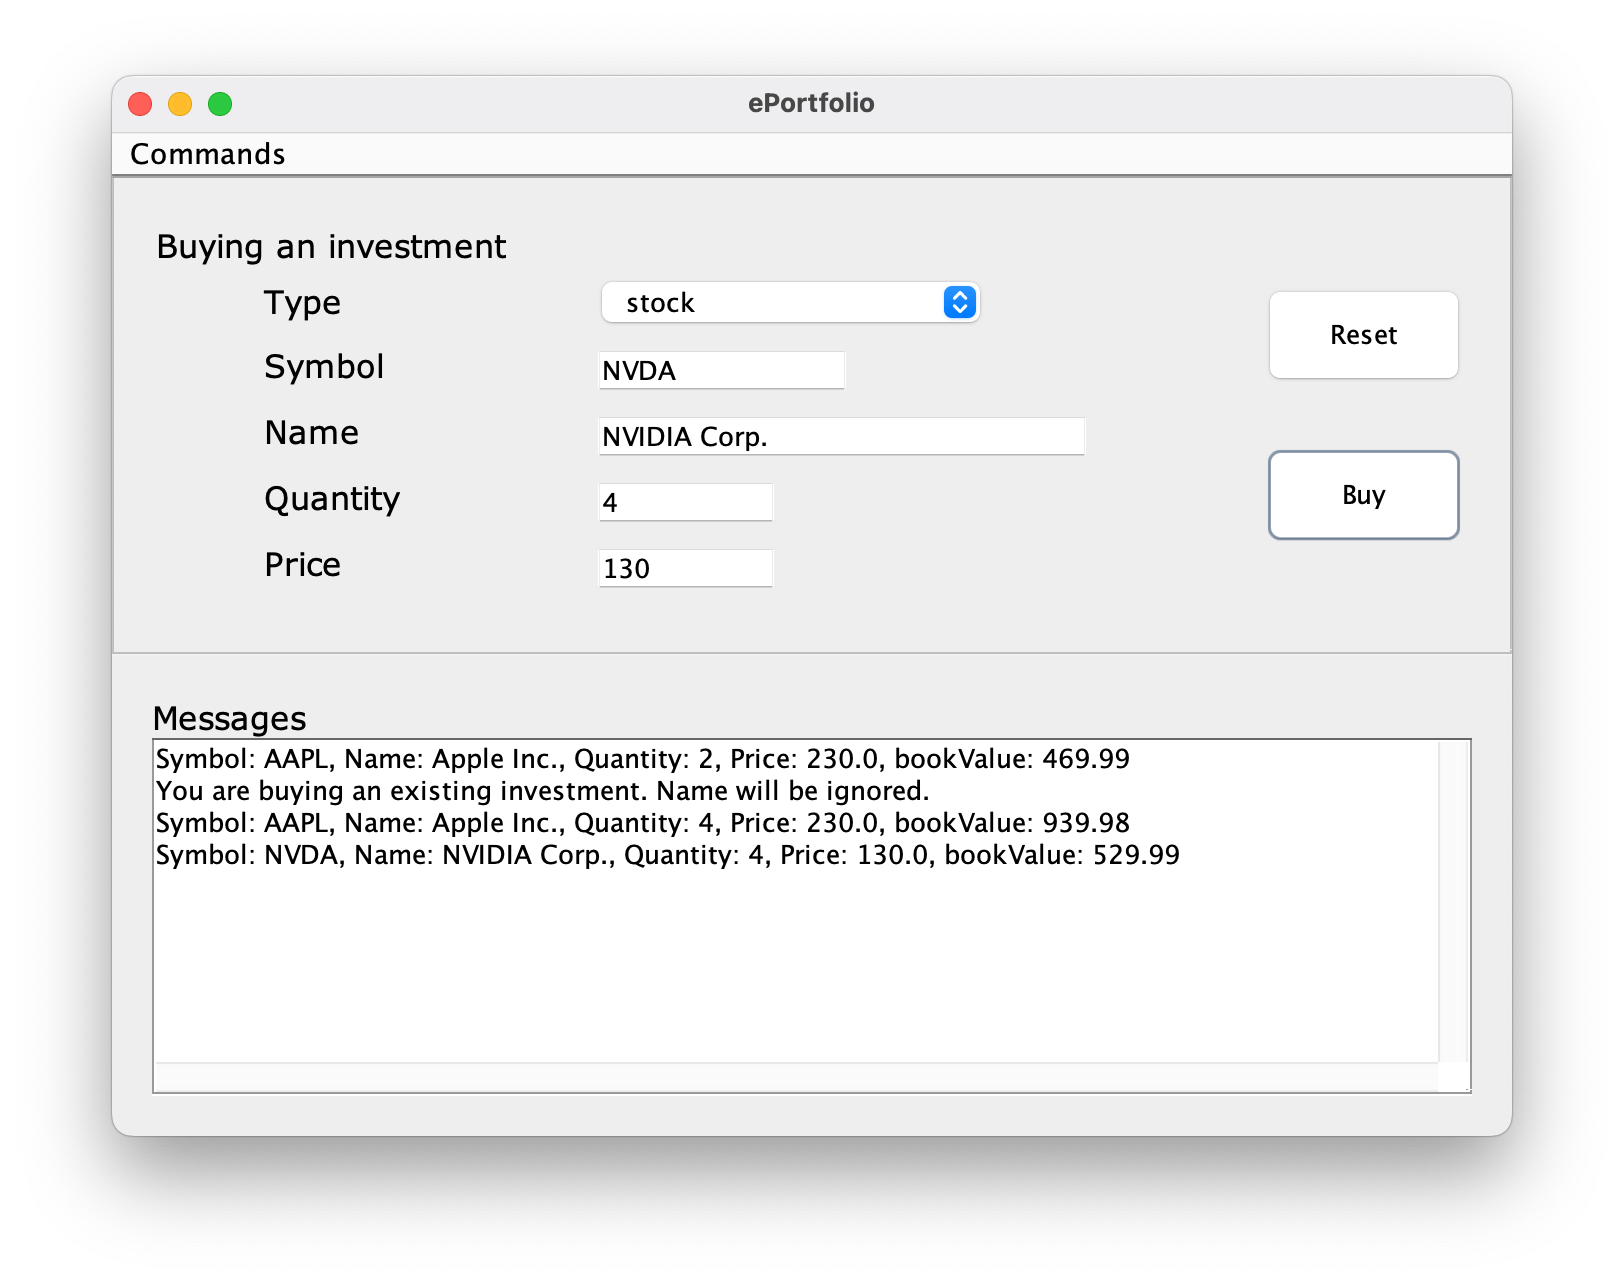 ePortfolio
Commands
Buying an investment
Type stock
Reset
Symbol NVDA
Name NVIDIA Corp.
Quantity 4
Buy
Price 130
Messages
Symbol: AAPL, Name: Apple Inc., Quantity: 2, Price: 230.0, bookValue: 469.99
You are buying an existing investment. Name will be ignored.
Symbol: AAPL, Name: Apple Inc., Quantity: 4, Price: 230.0, bookValue: 939.98
Symbol: NVDA, Name: NVIDIA Corp., Quantity: 4, Price: 130.0, bookValue: 529.99